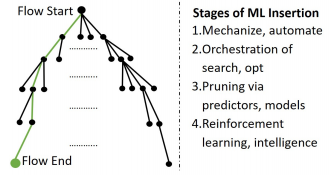 Flow Start
Flow End
Stages of ML Insertion
1.Mechanize, automate
2.Orchestration of
search, opt
3.Pruning via
predictors, models
4.Reinforcement
learning, intelligence